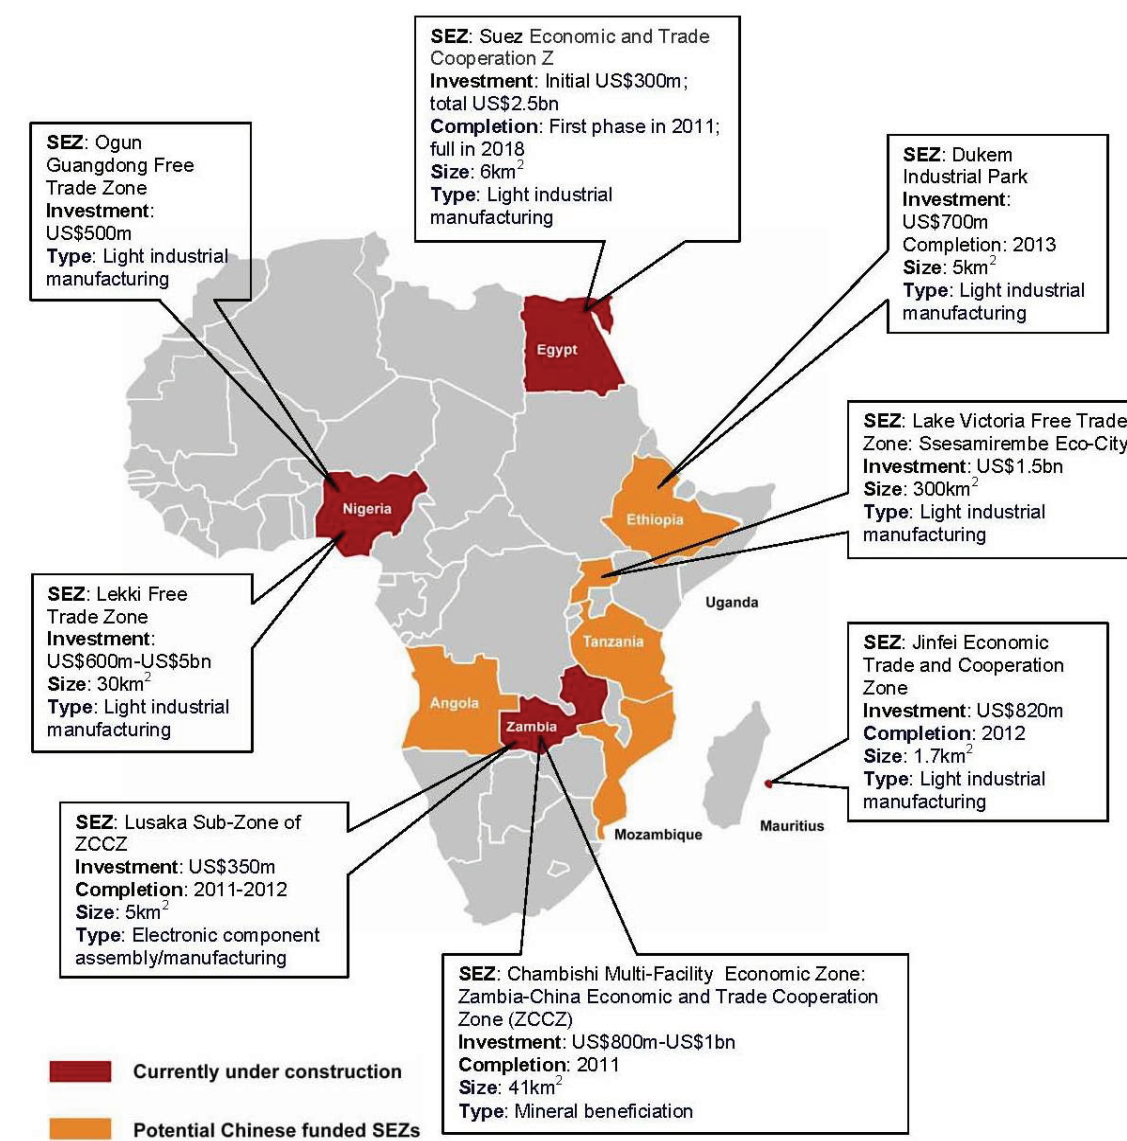 SEZ: Suez Economic and Trade
Cooperation Z
Investment: Initial US$300m;
total US$2.5bn
Completion: First phase in 2011;
full in 2018
Size: 6km²
Type: Light industrial
manufacturing
SEZ: Ogun
Guangdong Free
Trade Zone
Investment:
US$500m
Type: Light industrial
manufacturing
SEZ: Dukem
Industrial Park
Investment:
US$700m
Completion: 2013
Size: 5km²
Type: Light industrial
manufacturing
Egypt
SEZ: Lake Victoria Free Trade
Zone: Ssesamirembe Eco-City
Investment: US$1.5bn
Size: 300km²
Type: Light industrial
manufacturing
Nigeria
Ethiopia
Uganda
SEZ: Lekki Free
Trade Zone
Investment:
US$600m-US$5bn
Size: 30km²
Type: Light industrial
manufacturing
Tanzania
Angola
Zambia
SEZ: Jinfei Economic
Trade and Cooperation
Zone
Investment: US$820m
Completion: 2012
Size: 1.7km²
Type: Light industrial
manufacturing
Mozambique
Mauritius
SEZ: Lusaka Sub-Zone of
ZCCZ
Investment: US$350m
Completion: 2011-2012
Size: 5km²
Type: Electronic component
assembly/manufacturing
SEZ: Chambishi Multi-Facility Economic Zone:
Zambia-China Economic and Trade Cooperation
Zone (ZCCZ)
Investment: US$800m-US$1bn
Completion: 2011
Size: 41km²
Type: Mineral beneficiation
Currently under construction
Potential Chinese funded SEZs